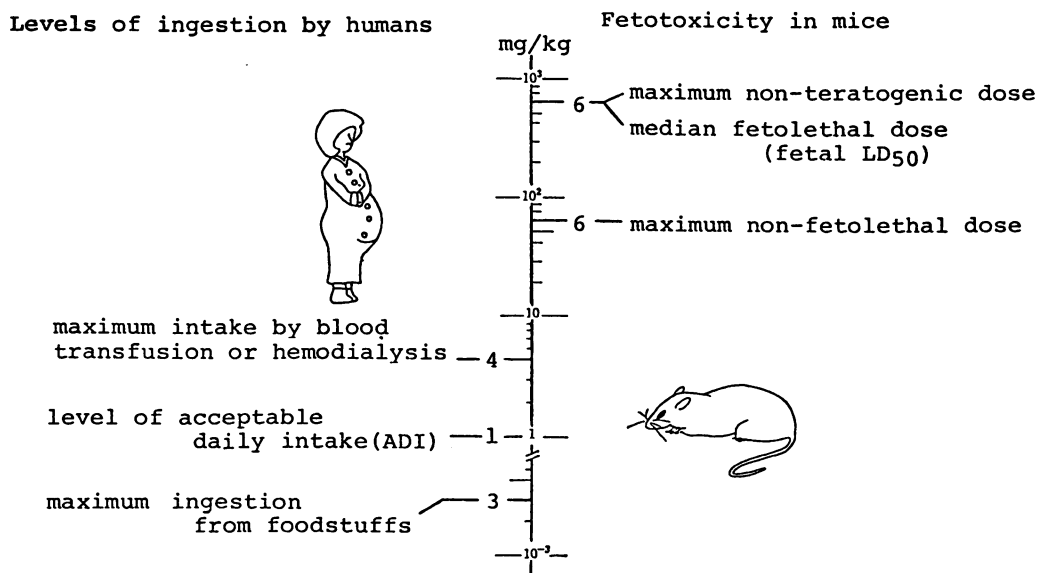 Levels of ingestion by humans
Fetotoxicity in mice
mg/kg
10³
6
maximum non-teratogenic dose
median fetolethal dose
(fetal LD50)
10²
6
maximum non-fetolethal dose
10
maximum intake by blood
transfusion or hemodialysis
4
level of acceptable
daily intake(ADI)
1
1
maximum ingestion
from foodstuffs
3
10⁻³